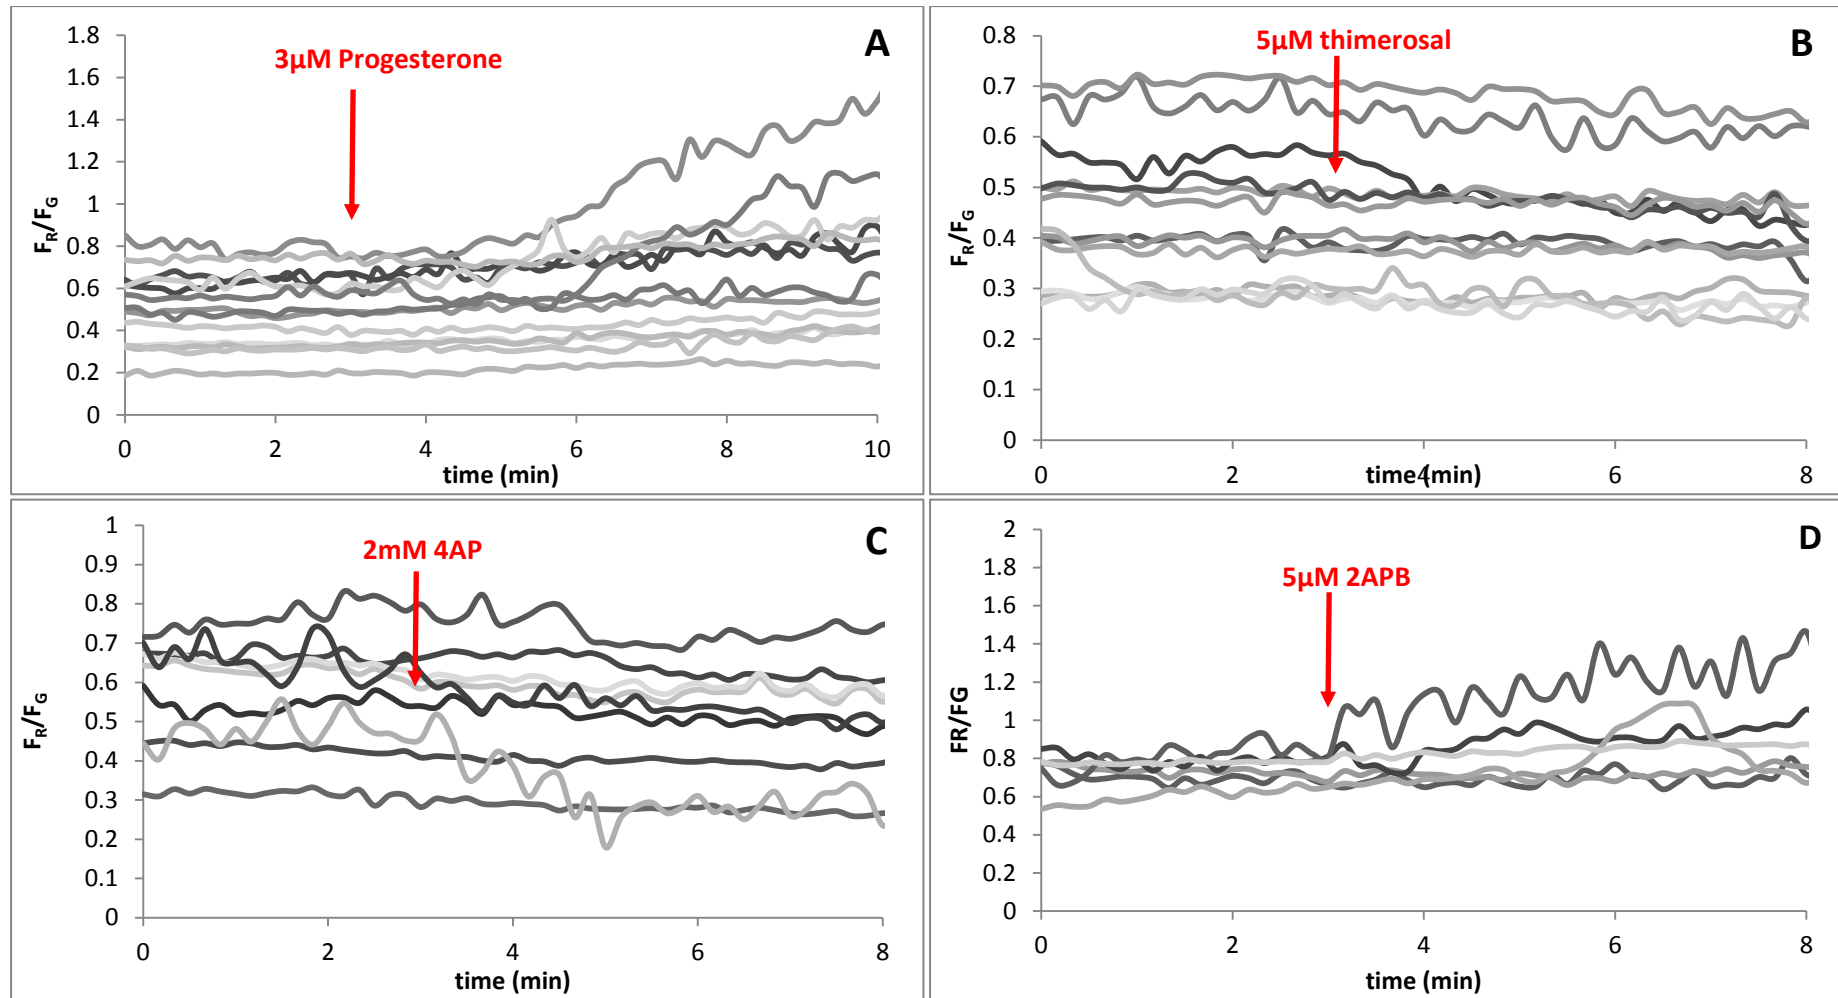 A
3µM Progesterone
1.8
1.6
1.4
1.2
1
0.8
0.6
0.4
0.2
0
FR/FG
0 2 4 6 8 10
time (min)
B
5µM thimerosal
0.8
0.7
0.6
0.5
0.4
0.3
0.2
0.1
0
FR/FG
0 2 4 6 8
time (min)
C
2mM 4AP
1
0.9
0.8
0.7
0.6
0.5
0.4
0.3
0.2
0.1
0
FR/FG
0 2 4 6 8
time (min)
D
5µM 2APB
2
1.8
1.6
1.4
1.2
1
0.8
0.6
0.4
0.2
0
FR/FG
0 2 4 6 8
time (min)